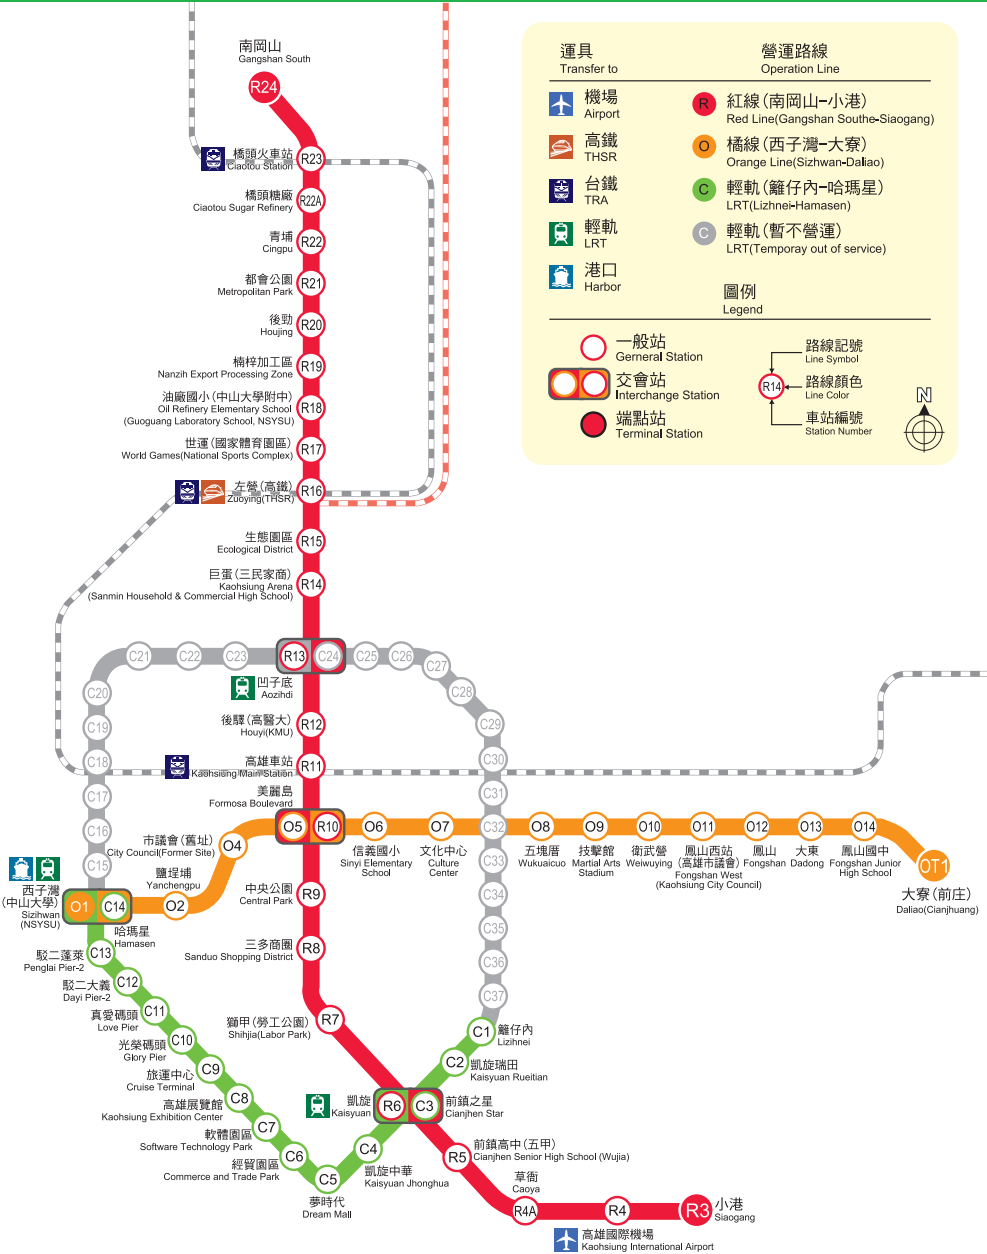 南岡山
Gangshan South
R24
運具
Transfer to
營運路線
Operation Line
機場
Airport
高鐵
THSR
台鐵
TRA
輕軌
LRT
港口
Harbor
R
紅線(南岡山-小港)
Red Line(Gangshan Southe-Siaogang)
O
橘線(西子灣-大寮)
Orange Line(Sizhwan-Daliao)
C
輕軌(籬仔內-哈瑪星)
LRT(Lizhnei-Hamasen)
C
輕軌(暫不營運)
LRT(Temporay out of service)
圖例
Legend
一般站
Gerneral Station
交會站
Interchange Station
端點站
Terminal Station
R14
路線記號
Line Symbol
路線顏色
Line Color
車站編號
Station Number
N
橋頭火車站
Ciaotou Station
R23
橋頭糖廠
Ciaotou Sugar Refinery
R22A
青埔
Cingpu
R22
都會公園
Metropolitan Park
R21
後勁
Houjing
R20
楠梓加工區
Nanzih Export Processing Zone
R19
油廠國小(中山大學附中)
Oil Refinery Elementary School
(Guoguang Laboratory School, NSYSU)
R18
世運(國家體育園區)
World Games(National Sports Complex)
R17
左營(高鐵)
Zuoying(THSR)
R16
生態園區
Ecological District
R15
巨蛋(三民家商)
Kaohsiung Arena
(Sanmin Household & Commercial High School)
R14
C21
C22
C23
R13
C24
C25
C26
C27
凹子底
Aozihdi
C20
C28
後驛(高醫大)
Houyi(KMU)
R12
C19
C29
高雄車站
Kaohsiung Main Station
R11
C18
C30
美麗島
Formosa Boulevard
C17
C31
O5
R10
C16
C32
市議會(舊址)
City Council(Former Site)
O4
O6
信義國小
Sinyi Elementary
School
O7
文化中心
Culture
Center
O8
五塊厝
Wukuaicuo
O9
技擊館
Martial Arts
Stadium
O10
衛武營
Weiwuying
O11
鳳山西站
(高雄市議會)
Fongshan West
(Kaohsiung City Council)
O12
鳳山
Fongshan
O13
大東
Dadong
O14
鳳山國中
Fongshan Junior
High School
OT1
大寮(前庄)
Daliao(Cianjhuang)
C15
C33
鹽埕埔
Yanchengpu
O2
西子灣
(中山大學)
Sizihwan
(NSYSU)
O1
C14
哈瑪星
Hamasen
中央公園
Central Park
R9
C34
C35
三多商圈
Sanduo Shopping District
R8
C36
C37
駁二蓬萊
Penglai Pier-2
C13
駁二大義
Dayi Pier-2
C12
真愛碼頭
Love Pier
C11
光榮碼頭
Glory Pier
C10
旅運中心
Cruise Terminal
C9
高雄展覽館
Kaohsiung Exhibition Center
C8
軟體園區
Software Technology Park
C7
經貿園區
Commerce and Trade Park
C6
C5
夢時代
Dream Mall
獅甲(勞工公園)
Shihjia(Labor Park)
R7
C1
籬仔內
Lizihnei
C2
凱旋瑞田
Kaisyuan Rueitian
凱旋
Kaisyuan
R6
C3
前鎮之星
Cianjhen Star
C4
凱旋中華
Kaisyuan Jhonghua
R5
前鎮高中(五甲)
Cianjhen Senior High School (Wujia)
草衙
Caoya
R4A
R4
高雄國際機場
Kaohsiung International Airport
R3
小港
Siaogang